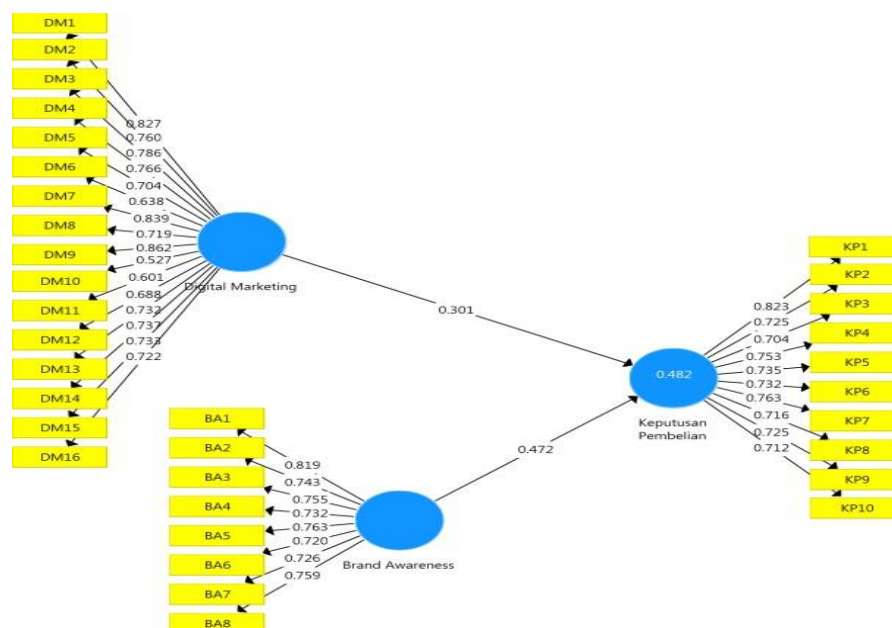 DM1
DM2
DM3
DM4
DM5
DM6
DM7
DM8
DM9
DM10
DM11
DM12
DM13
DM14
DM15
DM16
0.827
0.760
0.786
0.766
0.704
0.638
0.839
0.719
0.862
0.527
0.601
0.688
0.732
0.737
0.733
0.722
Digital Marketing
0.301
BA1
BA2
BA3
BA4
BA5
BA6
BA7
BA8
0.819
0.743
0.755
0.732
0.763
0.720
0.726
0.759
Brand Awareness
0.472
0.482
Keputusan
Pembelian
0.823
0.725
0.704
0.753
0.735
0.732
0.763
0.716
0.725
0.712
KP1
KP2
KP3
KP4
KP5
KP6
KP7
KP8
KP9
KP10